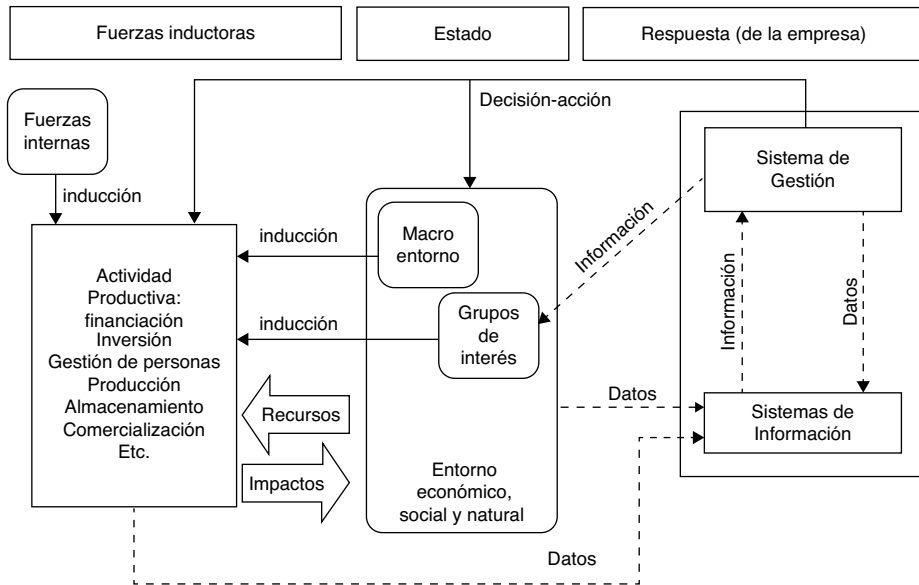 Fuerzas inductoras
Estado
Respuesta (de la empresa)
Decisión-acción
Fuerzas
internas
inducción
Sistema de
Gestión
Información
Macro
entorno
inducción
Actividad
Productiva:
financiación
Inversión
Gestión de personas
Producción
Almacenamiento
Comercialización
Etc.
inducción
Grupos
de
interés
Información
Datos
Recursos
Impactos
Datos
Sistemas de
Información
Entorno
económico,
social y natural
Datos